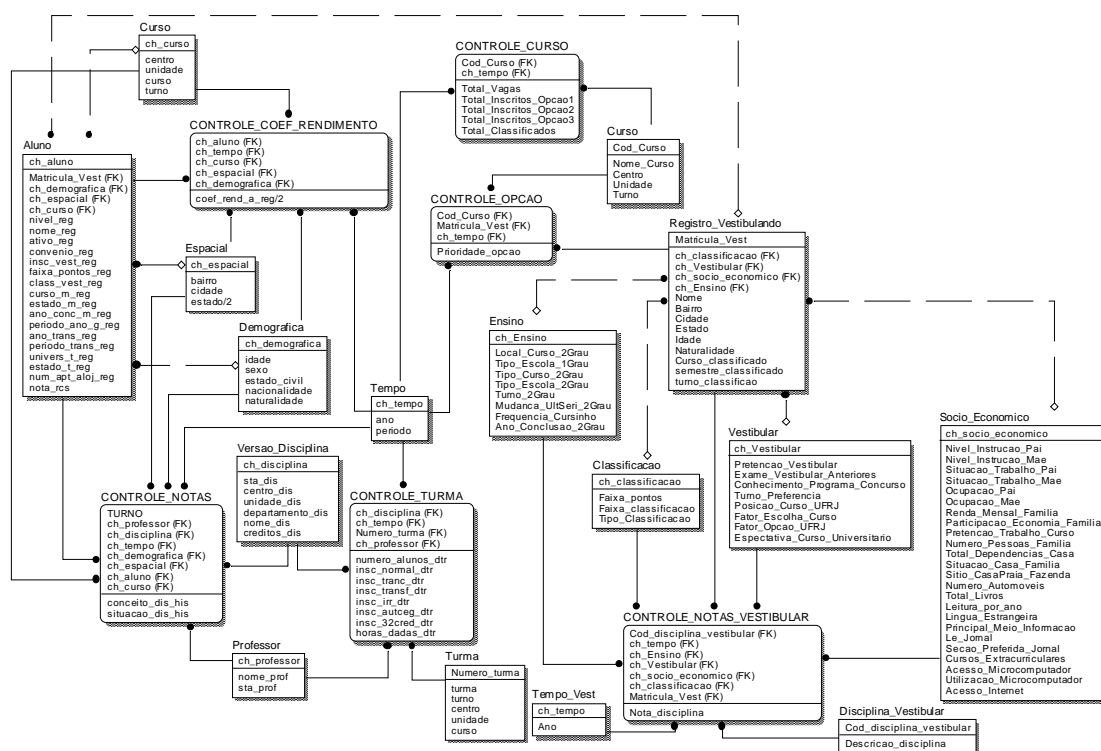 Curso
ch_curso
centro
unidade
curso
turno
CONTROLE_CURSO
Cod_Curso (FK)
ch_tempo (FK)
Total_Vagas
Total_Inscritos_Opcao1
Total_Inscritos_Opcao2
Total_Inscritos_Opcao3
Total_Classificados
CONTROLE_COEF_RENDIMENTO
ch_aluno (FK)
ch_tempo (FK)
ch_curso (FK)
ch_espacial (FK)
ch_demografica (FK)
coef_rend_a_reg/2
Curso
Cod_Curso
Nome_Curso
Centro
Unidade
Turno
Aluno
ch_aluno
Matricula_Vest (FK)
ch_demografica (FK)
ch_espacial (FK)
ch_curso (FK)
nivel_reg
nome_reg
ativo_reg
convenio_reg
insc_vest_reg
faixa_pontos_reg
class_vest_reg
curso_m_reg
estado_m_reg
ano_conc_m_reg
periodo_ano_g_reg
ano_trans_reg
periodo_trans_reg
univers_t_reg
estado_t_reg
num_apt_aloj_reg
nota_rcs
CONTROLE_OPCAO
Cod_Curso (FK)
Matricula_Vest (FK)
ch_tempo (FK)
Prioridade_opcao
Registro_Vestibulando
Matricula_Vest
ch_classificacao (FK)
ch_Vestibular (FK)
ch_socio_economico (FK)
ch_Ensino (FK)
Nome
Bairro
Cidade
Estado
Idade
Naturalidade
Curso_classificado
semestre_classificado
turno_classificao
Espacial
ch_espacial
bairro
cidade
estado/2
Demografica
ch_demografica
idade
sexo
estado_civil
nacionalidade
naturalidade
Ensino
ch_Ensino
Local_Curso_2Grau
Tipo_Escola_1Grau
Tipo_Curso_2Grau
Tipo_Escola_2Grau
Turno_2Grau
Mudanca_UltSeri_2Grau
Frequencia_Cursinho
Ano_Conclusao_2Grau
Tempo
ch_tempo
ano
periodo
Socio_Economico
ch_socio_economico
Nivel_Instrucao_Pai
Nivel_Instrucao_Mae
Situacao_Trabalho_Pai
Situacao_Trabalho_Mae
Ocupacao_Pai
Ocupacao_Mae
Renda_Mensal_Familia
Participacao_Economia_Familia
Pretencao_Trabalho_Curso
Numero_Pessoas_Familia
Total_Dependencias_Casa
Situacao_Casa_Familia
Sitio_CasaPraia_Fazenda
Numero_Automoveis
Total_Livros
Leitura_por_ano
Lingua_Estrangeira
Principal_Meio_Informacao
Le_Jornal
Secao_Preferida_Jornal
Cursos_Extracurriculares
Acesso_Microcomputador
Utilizacao_Microcomputador
Acesso_Internet
Vestibular
ch_Vestibular
Pretencao_Vestibular
Exame_Vestibular_Anteriores
Conhecimento_Programa_Concurso
Turno_Preferencia
Posicao_Curso_UFRJ
Fator_Escolha_Curso
Fator_Opcao_UFRJ
Espectativa_Curso_Universitario
Versao_Disciplina
ch_disciplina
sta_dis
centro_dis
unidade_dis
departamento_dis
nome_dis
creditos_dis
Classificacao
ch_classificacao
Faixa_pontos
Faixa_classificacao
Tipo_Classificacao
CONTROLE_NOTAS
TURNO
ch_professor (FK)
ch_disciplina (FK)
ch_tempo (FK)
ch_demografica (FK)
ch_espacial (FK)
ch_aluno (FK)
ch_curso (FK)
conceito_dis_his
situacao_dis_his
CONTROLE_TURMA
ch_disciplina (FK)
ch_tempo (FK)
Numero_turma (FK)
ch_professor (FK)
numero_alunos_dtr
insc_normal_dtr
insc_tranc_dtr
insc_transf_dtr
insc_irr_dtr
insc_autceg_dtr
insc_32cred_dtr
horas_dadas_dtr
CONTROLE_NOTAS_VESTIBULAR
Cod_disciplina_vestibular (FK)
ch_tempo (FK)
ch_Ensino (FK)
ch_Vestibular (FK)
ch_socio_economico (FK)
ch_classificacao (FK)
Matricula_Vest (FK)
Nota_disciplina
Professor
ch_professor
nome_prof
sta_prof
Turma
Numero_turma
turma
turno
centro
unidade
curso
Tempo_Vest
ch_tempo
Ano
Disciplina_Vestibular
Cod_disciplina_vestibular
Descricao_disciplina